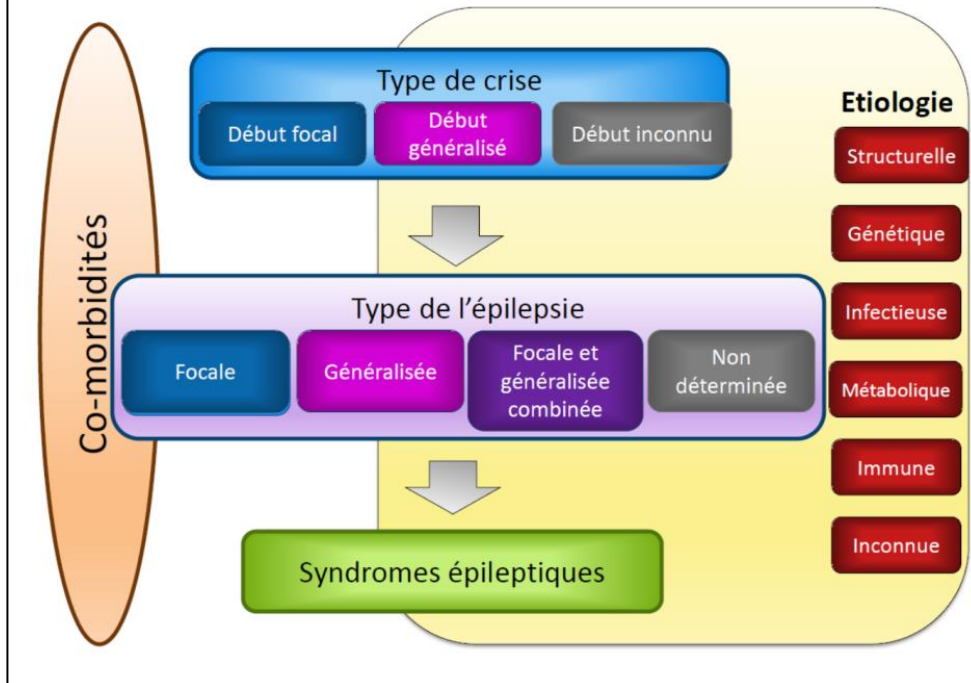 Co-morbidités
Type de crise
Début focal
Début
généralisé
Début inconnu
Type de l'épilepsie
Focale
Généralisée
Focale et
généralisée
combinée
Non
déterminée
Syndromes épileptiques
Etiologie
Structurelle
Génétique
Infectieuse
Métabolique
Immune
Inconnue